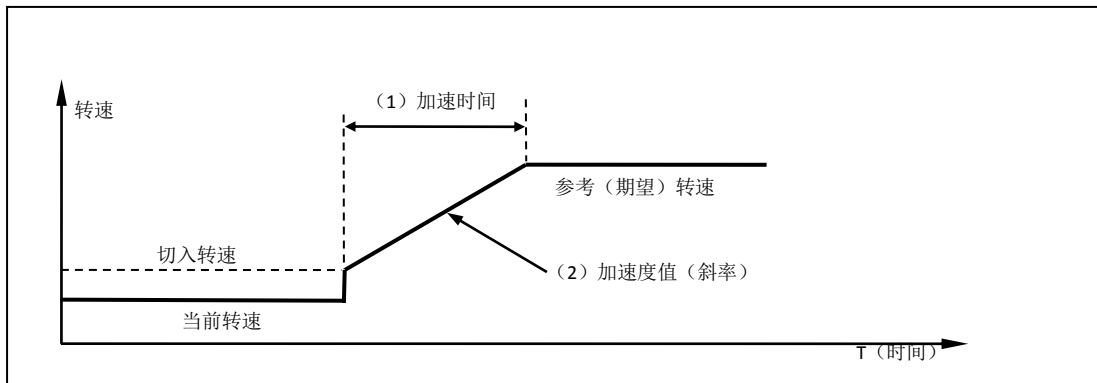 转速
（1）加速时间
参考（期望）转速
切入转速
（2）加速度值（斜率）
当前转速
T（时间）